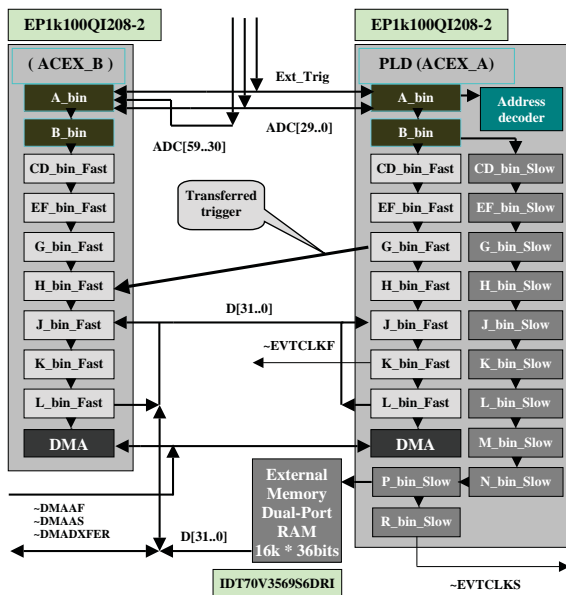 EP1k100QI208-2
EP1k100QI208-2
( ACEX_B )
PLD (ACEX_A)
Ext_Trig
A_bin
A_bin
Address
decoder
ADC[29..0]
B_bin
B_bin
ADC[59..30]
CD_bin_Fast
CD_bin_Fast
CD_bin_Slow
Transferred
trigger
EF_bin_Fast
EF_bin_Fast
EF_bin_Slow
G_bin_Fast
G_bin_Fast
G_bin_Slow
H_bin_Fast
H_bin_Fast
H_bin_Slow
D[31..0]
J_bin_Fast
J_bin_Fast
J_bin_Slow
~EVTCLKF
K_bin_Fast
K_bin_Fast
K_bin_Slow
L_bin_Fast
L_bin_Fast
L_bin_Slow
DMA
DMA
M_bin_Slow
External
Memory
Dual-Port
RAM
16k * 36bits
P_bin_Slow
N_bin_Slow
R_bin_Slow
~DMAAF
~DMAAS
~DMADXFER
D[31..0]
IDT70V3569S6DRI
~EVTCLKS